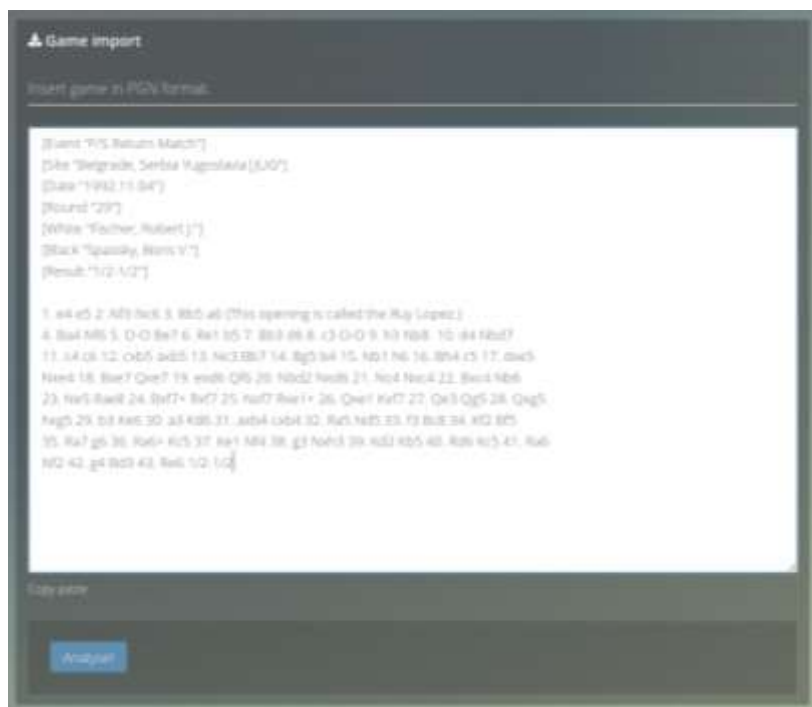 Game import
Insert game in PGN format.
[Event "F/S Return Match"]
[Site "Belgrade, Serbia Yugoslavia|JUG"]
[Date "1992.11.04"]
[Round "29"]
[White "Fischer, Robert J."]
[Black "Spassky, Boris V."]
[Result "1/2-1/2"]
1. e4 e5 2. Nf3 Nc6 3. Bb5 a6 {This opening is called the Ruy Lopez.}
4. Ba4 Nf6 5. O-O Be7 6. Re1 b5 7. Bb3 d6 8. c3 O-O 9. h3 Nb8 10. d4 Nbd7
11. c4 c6 12. cxb5 axb5 13. Nc3 Bb7 14. Bg5 b4 15. Nb1 h6 16. Bh4 c5 17. dxe5
Nxe4 18. Bxe7 Qxe7 19. exd6 Qf6 20. Nbd2 Nxd6 21. Nc4 Nxc4 22. Bxc4 Nb6
23. Ne5 Rae8 24. Bxf7+ Rxf7 25. Nxf7 Rxe1+ 26. Qxe1 Kxf7 27. Qe3 Qg5 28. Qxg5
hxg5 29. b3 Ke6 30. a3 Kd6 31. axb4 cxb4 32. Ra5 Nd5 33. f3 Bc8 34. Kf2 Bf5
35. Ra7 g6 36. Ra6+ Kc5 37. Ke1 Nf4 38. g3 Nxh3 39. Kd2 Kb5 40. Rd6 Kc5 41. Ra6
Nf2 42. g4 Bd3 43. Re6 1/2-1/2
Copy paste